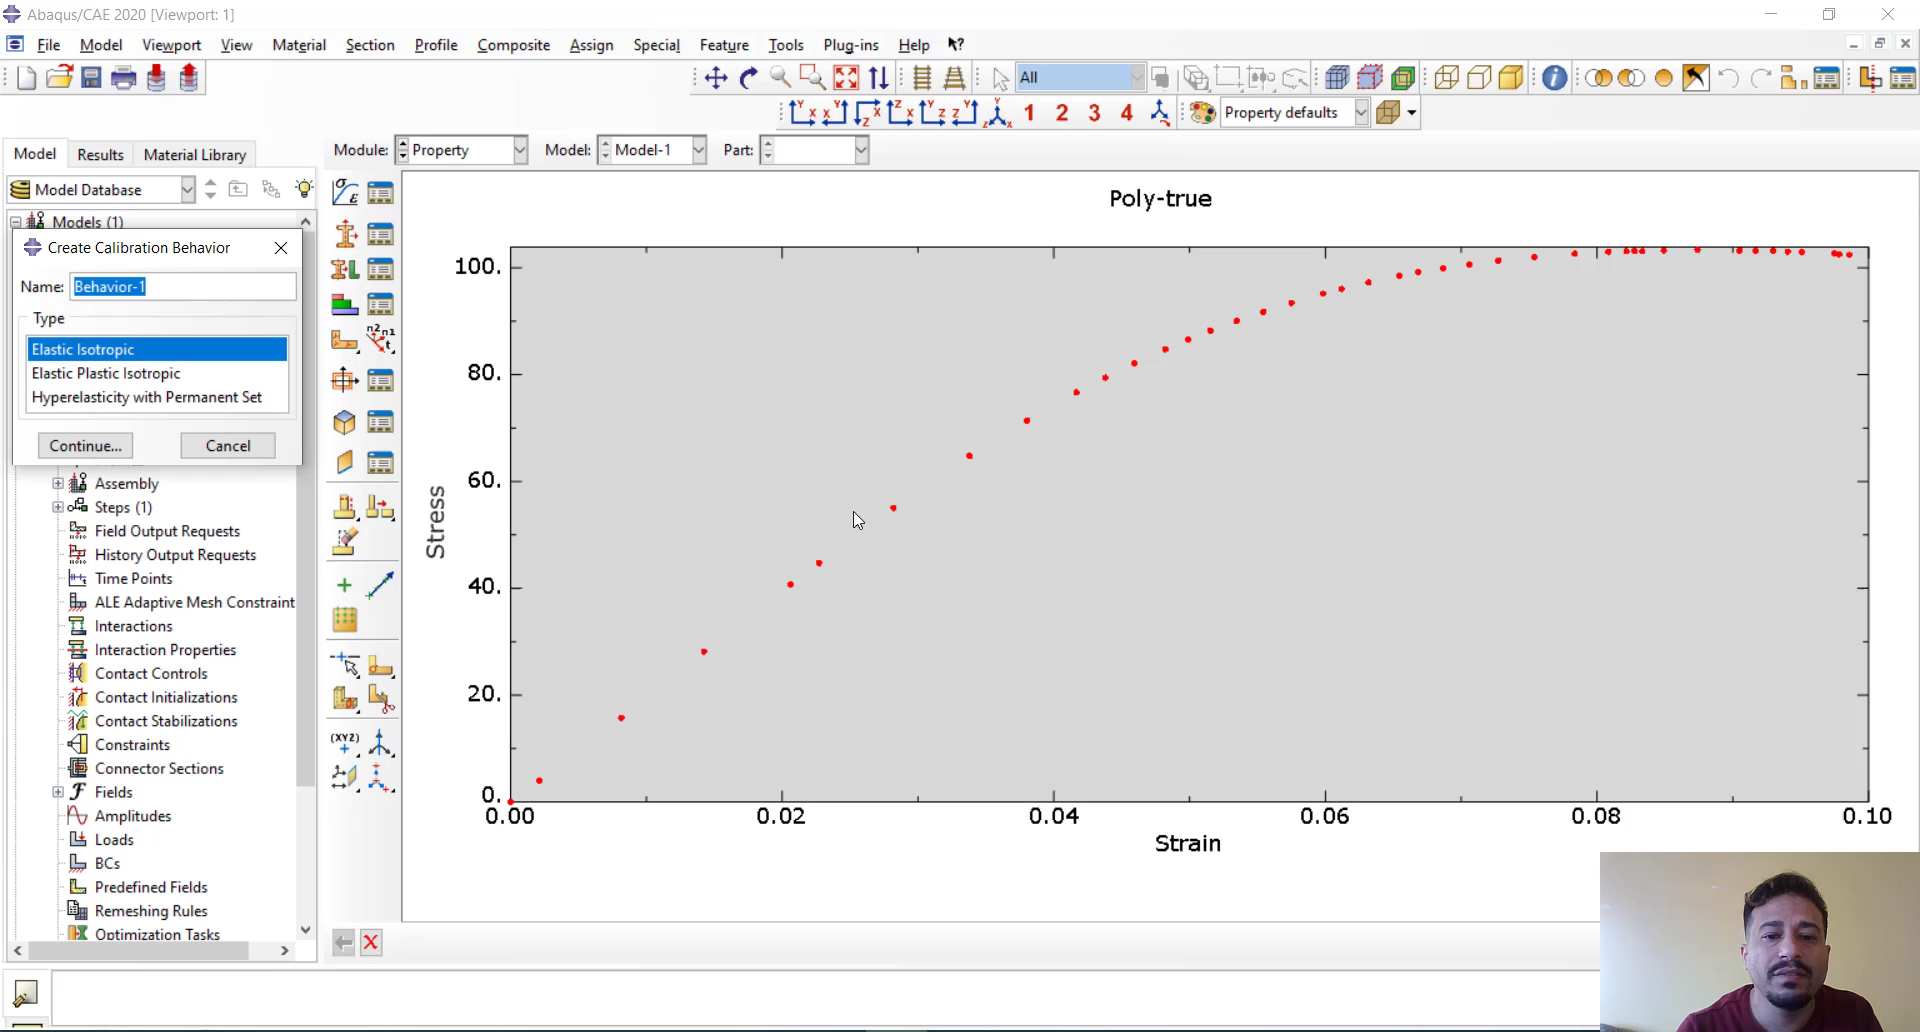 Abaqus/CAE 2020 [Viewport: 1]
File Model Viewport View Material Section Profile Composite Assign Special Feature Tools Plug-ins Help
All
1 2 3 4 Property defaults
Model Results Material Library
Module: Property Model: Model-1 Part:
Model Database
Models (1)
Create Calibration Behavior
Name: Behavior-1
Type
Elastic Isotropic
Elastic Plastic Isotropic
Hyperelasticity with Permanent Set
Continue... Cancel
Assembly
Steps (1)
Field Output Requests
History Output Requests
Time Points
ALE Adaptive Mesh Constraint
Interactions
Interaction Properties
Contact Controls
Contact Initializations
Contact Stabilizations
Constraints
Connector Sections
Fields
Amplitudes
Loads
BCs
Predefined Fields
Remeshing Rules
Optimization Tasks
(XYZ)
Poly-true
100.
80.
60.
40.
20.
0.
Stress
0.00 0.02 0.04 0.06 0.08 0.10
Strain